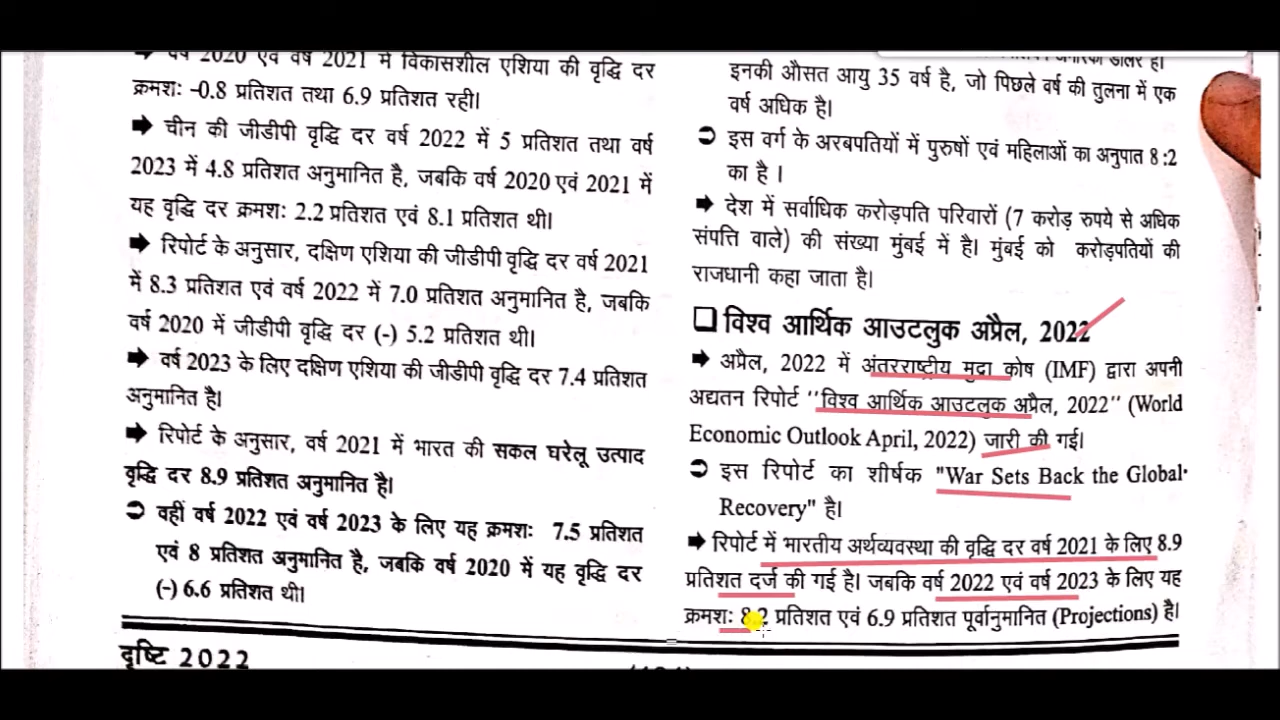 ➡ वर्ष 2020 एवं वर्ष 2021 में विकासशील एशिया की वृद्धि दर
क्रमशः -0.8 प्रतिशत तथा 6.9 प्रतिशत रही।
➡ चीन की जीडीपी वृद्धि दर वर्ष 2022 में 5 प्रतिशत तथा वर्ष
2023 में 4.8 प्रतिशत अनुमानित है, जबकि वर्ष 2020 एवं 2021 में
यह वृद्धि दर क्रमशः 2.2 प्रतिशत एवं 8.1 प्रतिशत थी।
➡ रिपोर्ट के अनुसार, दक्षिण एशिया की जीडीपी वृद्धि दर वर्ष 2021
में 8.3 प्रतिशत एवं वर्ष 2022 में 7.0 प्रतिशत अनुमानित है, जबकि
वर्ष 2020 में जीडीपी वृद्धि दर (-) 5.2 प्रतिशत थी।
➡ वर्ष 2023 के लिए दक्षिण एशिया की जीडीपी वृद्धि दर 7.4 प्रतिशत
अनुमानित है।
➡ रिपोर्ट के अनुसार, वर्ष 2021 में भारत की सकल घरेलू उत्पाद
वृद्धि दर 8.9 प्रतिशत अनुमानित है।
➲ वहीं वर्ष 2022 एवं वर्ष 2023 के लिए यह क्रमशः 7.5 प्रतिशत
एवं 8 प्रतिशत अनुमानित है, जबकि वर्ष 2020 में यह वृद्धि दर
(-) 6.6 प्रतिशत थी।
दृष्टि 2022
डालर है।
इनकी औसत आयु 35 वर्ष है, जो पिछले वर्ष की तुलना में एक
वर्ष अधिक है।
➲ इस वर्ग के अरबपतियों में पुरुषों एवं महिलाओं का अनुपात 8:2
का है ।
➡ देश में सर्वाधिक करोड़पति परिवारों (7 करोड़ रुपये से अधिक
संपत्ति वाले) की संख्या मुंबई में है। मुंबई को करोड़पतियों की
राजधानी कहा जाता है।
❑ विश्व आर्थिक आउटलुक अप्रैल, 2022
➡ अप्रैल, 2022 में अंतरराष्ट्रीय मुद्रा कोष (IMF) द्वारा अपनी
अद्यतन रिपोर्ट ''विश्व आर्थिक आउटलुक अप्रैल, 2022'' (World
Economic Outlook April, 2022) जारी की गई।
➲ इस रिपोर्ट का शीर्षक "War Sets Back the Global
Recovery" है।
➡ रिपोर्ट में भारतीय अर्थव्यवस्था की वृद्धि दर वर्ष 2021 के लिए 8.9
प्रतिशत दर्ज की गई है। जबकि वर्ष 2022 एवं वर्ष 2023 के लिए यह
क्रमशः 8.2 प्रतिशत एवं 6.9 प्रतिशत पूर्वानुमानित (Projections) है।